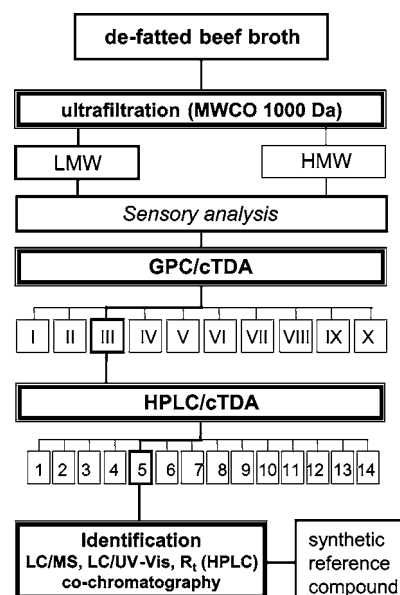 de-fatted beef broth
ultrafiltration (MWCO 1000 Da)
LMW HMW
Sensory analysis
GPC/cTDA
I II III IV V VI VII VIII IX X
HPLC/cTDA
1 2 3 4 5 6 7 8 9 10 11 12 13 14
Identification
LC/MS, LC/UV-Vis, Rt (HPLC)
co-chromatography
synthetic
reference
compound